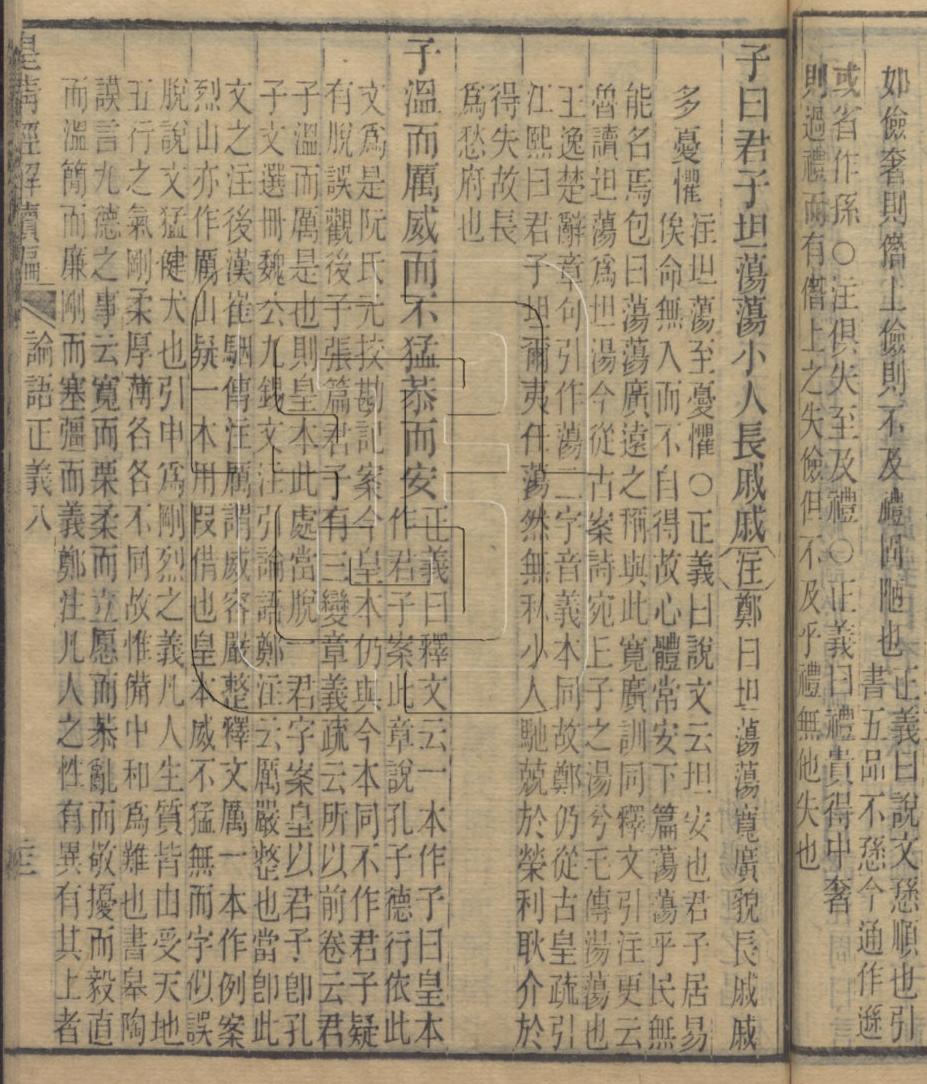 如儉奢則僭上儉則不及禮固陋也正義曰說文愻順也引
書五品不愻今通作遜
或省作孫○注俱失至及禮○正義曰禮貴得中奢
則過禮而有僭上之失儉但不及乎禮無他失也
子曰君子坦蕩蕩小人長戚戚注鄭曰坦蕩蕩寬廣貌長戚戚
多憂懼
注坦蕩至憂懼○正義曰說文云坦安也君子居易
俟命無入而不自得故心體常安下篇蕩蕩乎民無
能名焉包曰蕩蕩廣遠之稱與此寬廣訓同釋文引注更云
魯讀坦蕩爲坦湯今從古案詩宛丘子之湯兮毛傳湯蕩也
王逸楚辭章句引作蕩二字音義本同故鄭仍從古皇疏引
江熙曰君子坦爾夷任蕩然無私小人馳兢於榮利耿介於
得失故長
爲愁府也
子溫而厲威而不猛恭而安正義曰釋文云一本作子曰皇本
作君子案此章說孔子德行依此
文爲是阮氏元挍勘記案今皇本仍與今本同不作君子疑
有脫誤觀後子張篇君子有三變章義疏云所以前卷云君
子溫而厲是也則皇本此處當脫一君字案皇以君子卽孔
子文選冊魏公九錫文注引論語鄭注云厲嚴整也當卽此
文之注後漢崔駰傳注厲謂威容嚴整釋文厲一本作例案
烈山亦作厲山疑一本用叚借也皇本威不猛無而字似誤
脫說文猛健犬也引申爲剛烈之義凡人生質皆由受天地
五行之氣剛柔厚薄各各不同故惟備中和爲難也書皋陶
謨言九德之事云寬而栗柔而立愿而恭亂而敬擾而毅直
而溫簡而廉剛而塞彊而義鄭注凡人之性有異有其上者
皇清經解續編
論語正義八
三